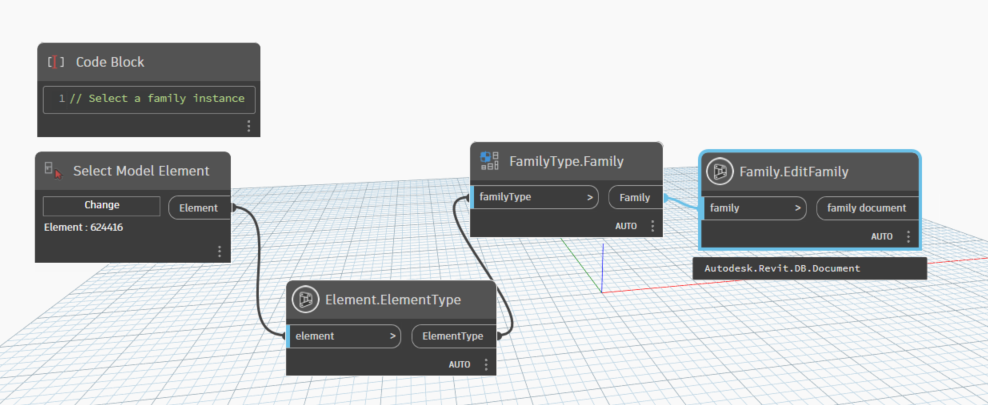 Code Block
1 // Select a family instance
Select Model Element
Change
Element
Element : 624416
Element.ElementType
element >
ElementType
AUTO
FamilyType.Family
familyType >
Family
AUTO
Family.EditFamily
family >
family document
AUTO
Autodesk.Revit.DB.Document